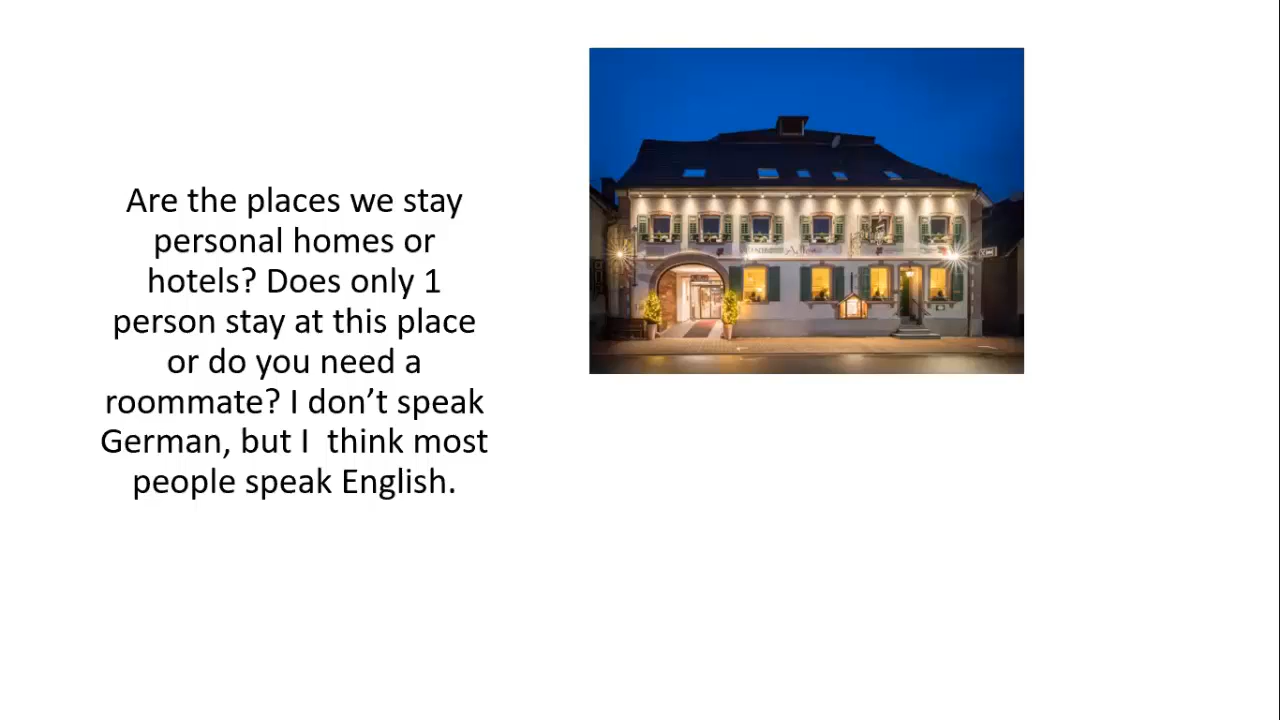 Are the places we stay
personal homes or
hotels? Does only 1
person stay at this place
or do you need a
roommate? I don’t speak
German, but I  think most
people speak English.